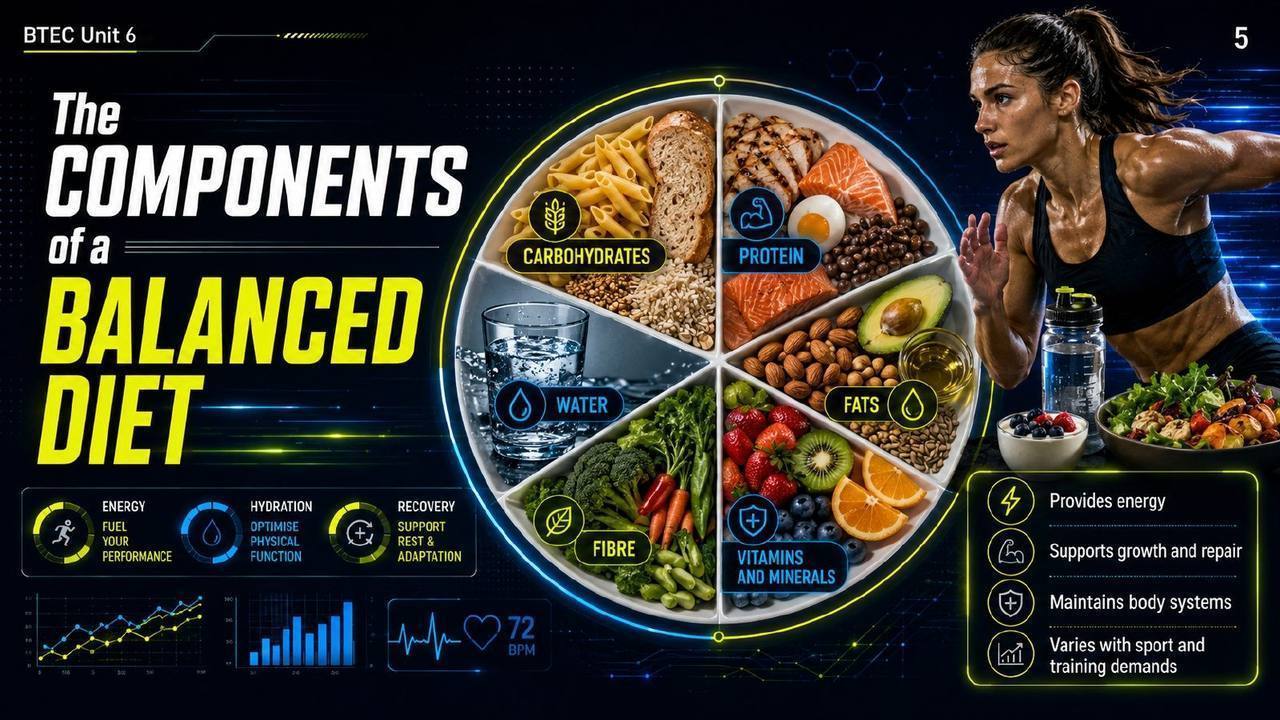 BTEC Unit 6
5
The
COMPONENTS
of a
BALANCED
DIET
CARBOHYDRATES
PROTEIN
WATER
FATS
FIBRE
VITAMINS
AND MINERALS
ENERGY
FUEL
YOUR
PERFORMANCE
HYDRATION
OPTIMISE
PHYSICAL
FUNCTION
RECOVERY
SUPPORT
REST &
ADAPTATION
72
BPM
Provides energy
Supports growth and repair
Maintains body systems
Varies with sport and
training demands